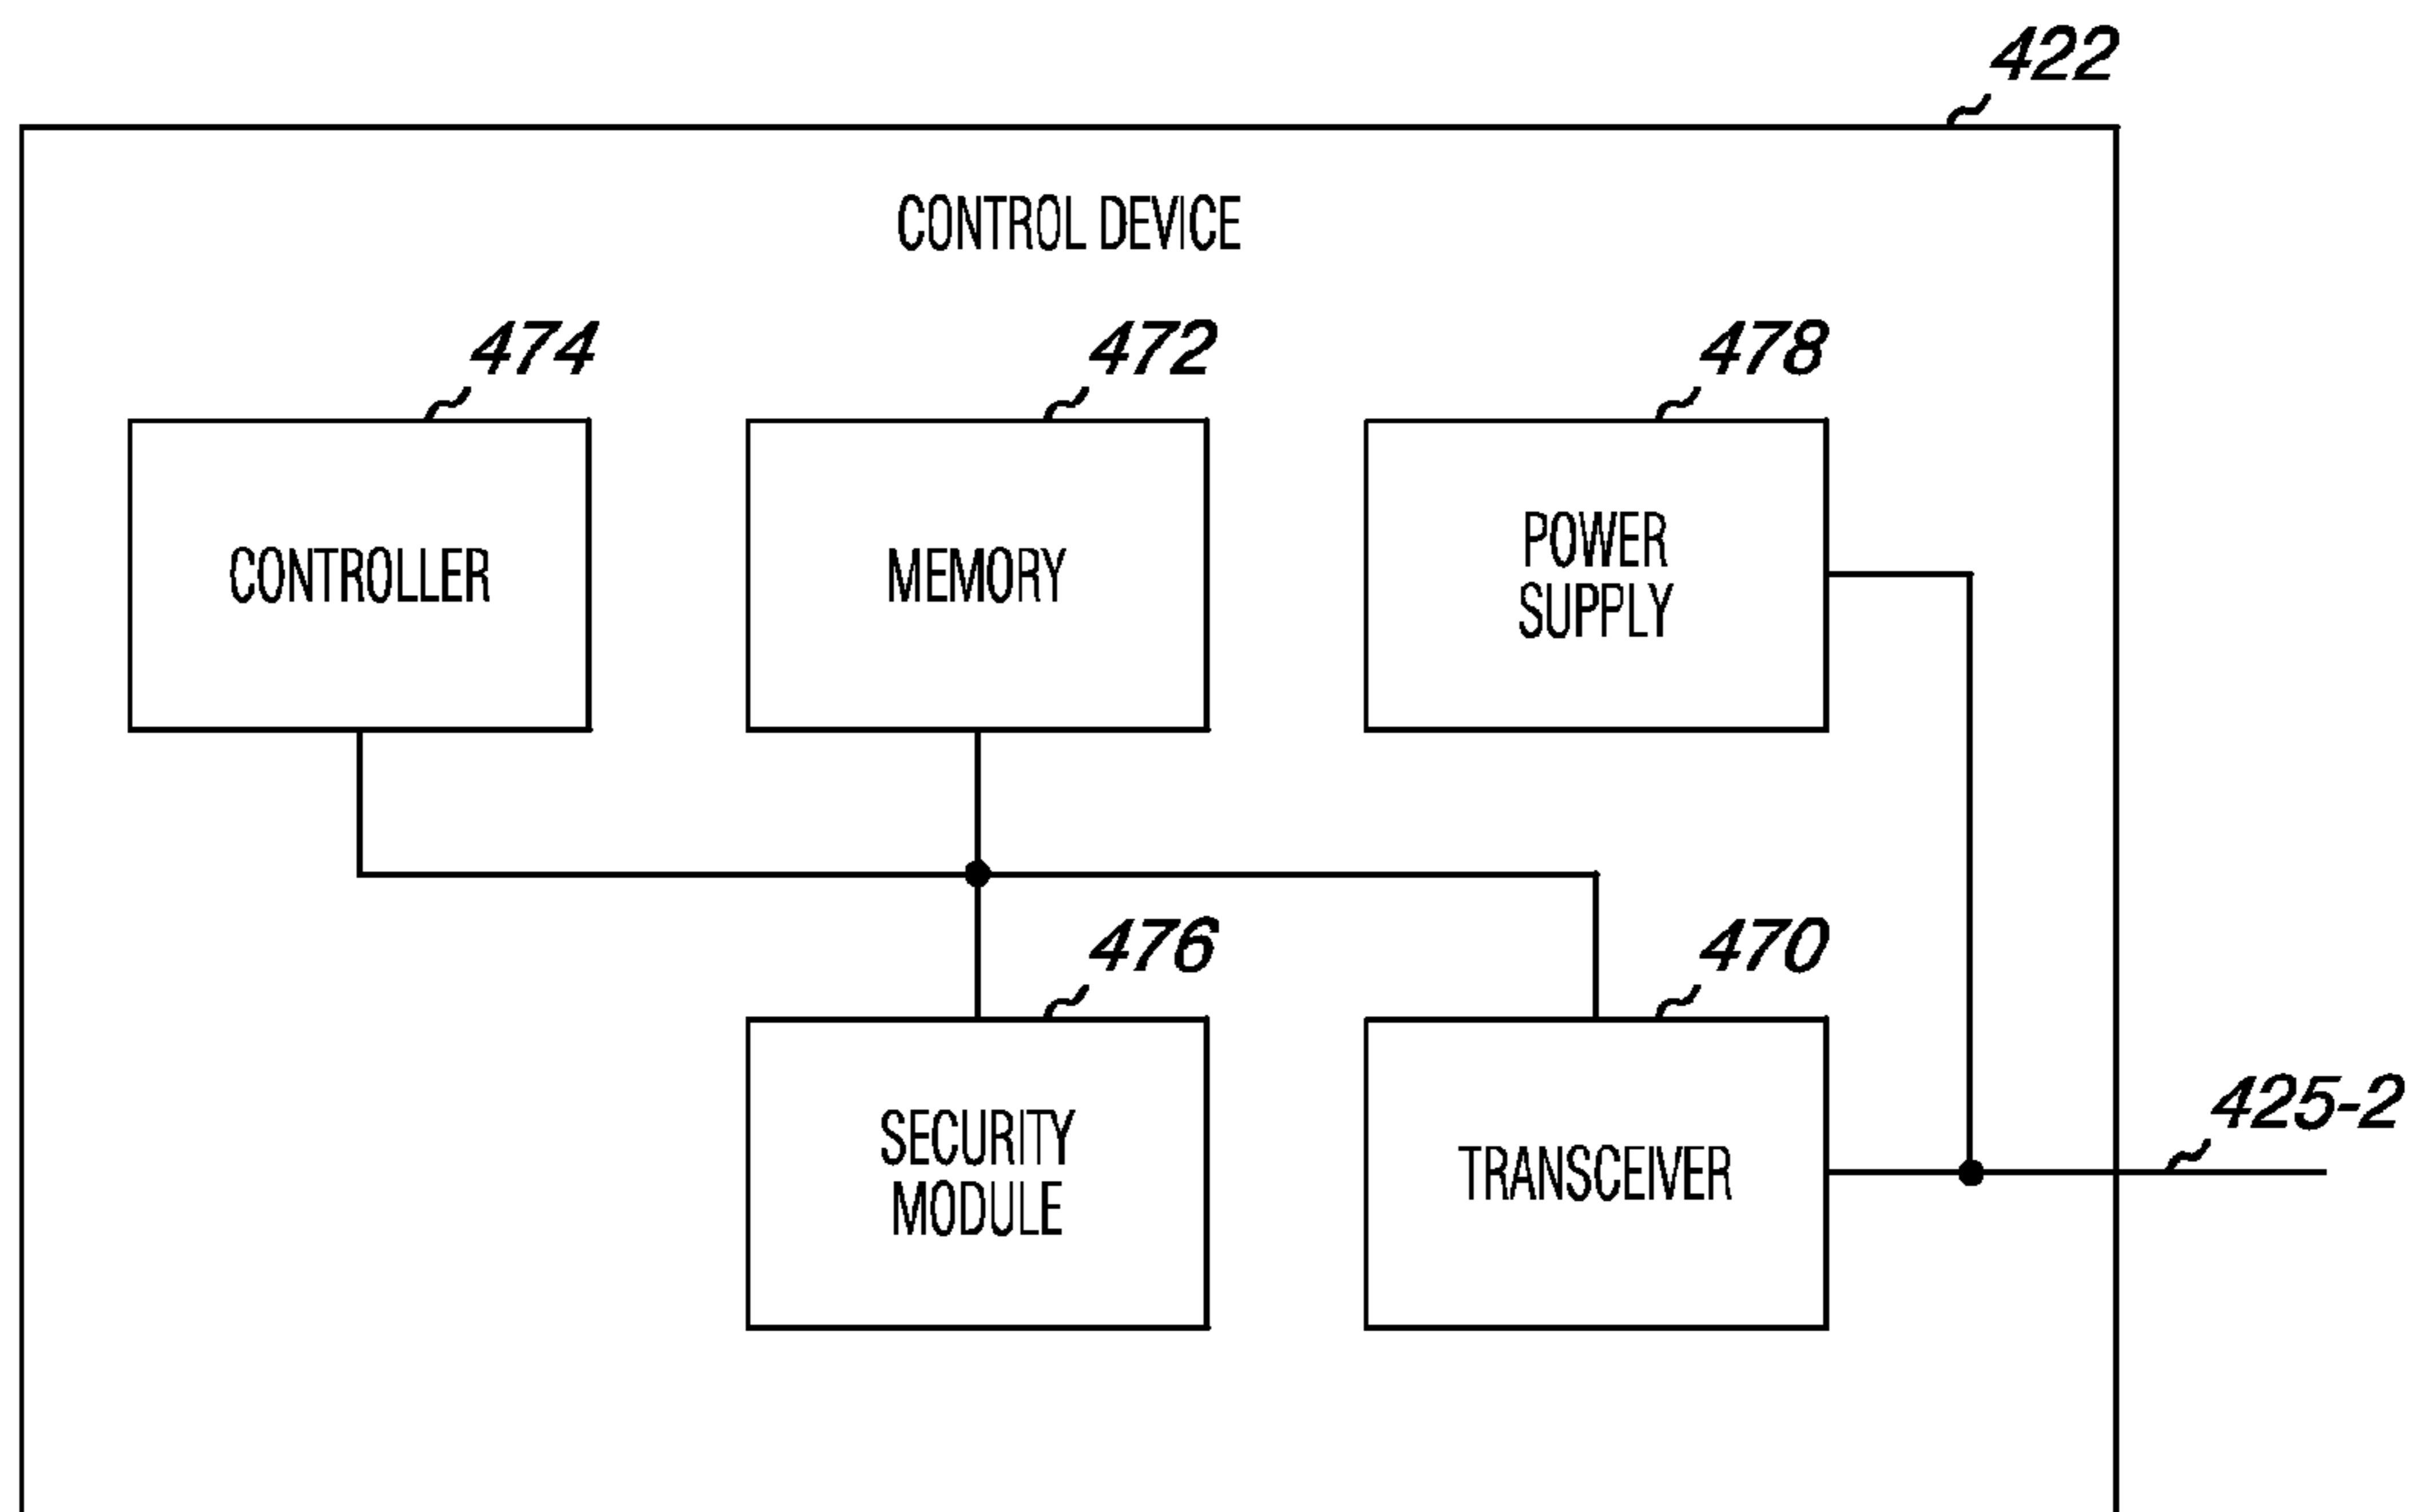 422
CONTROL DEVICE
474
472
478
CONTROLLER
MEMORY
POWER
SUPPLY
476
470
SECURITY
MODULE
TRANSCEIVER
425-2